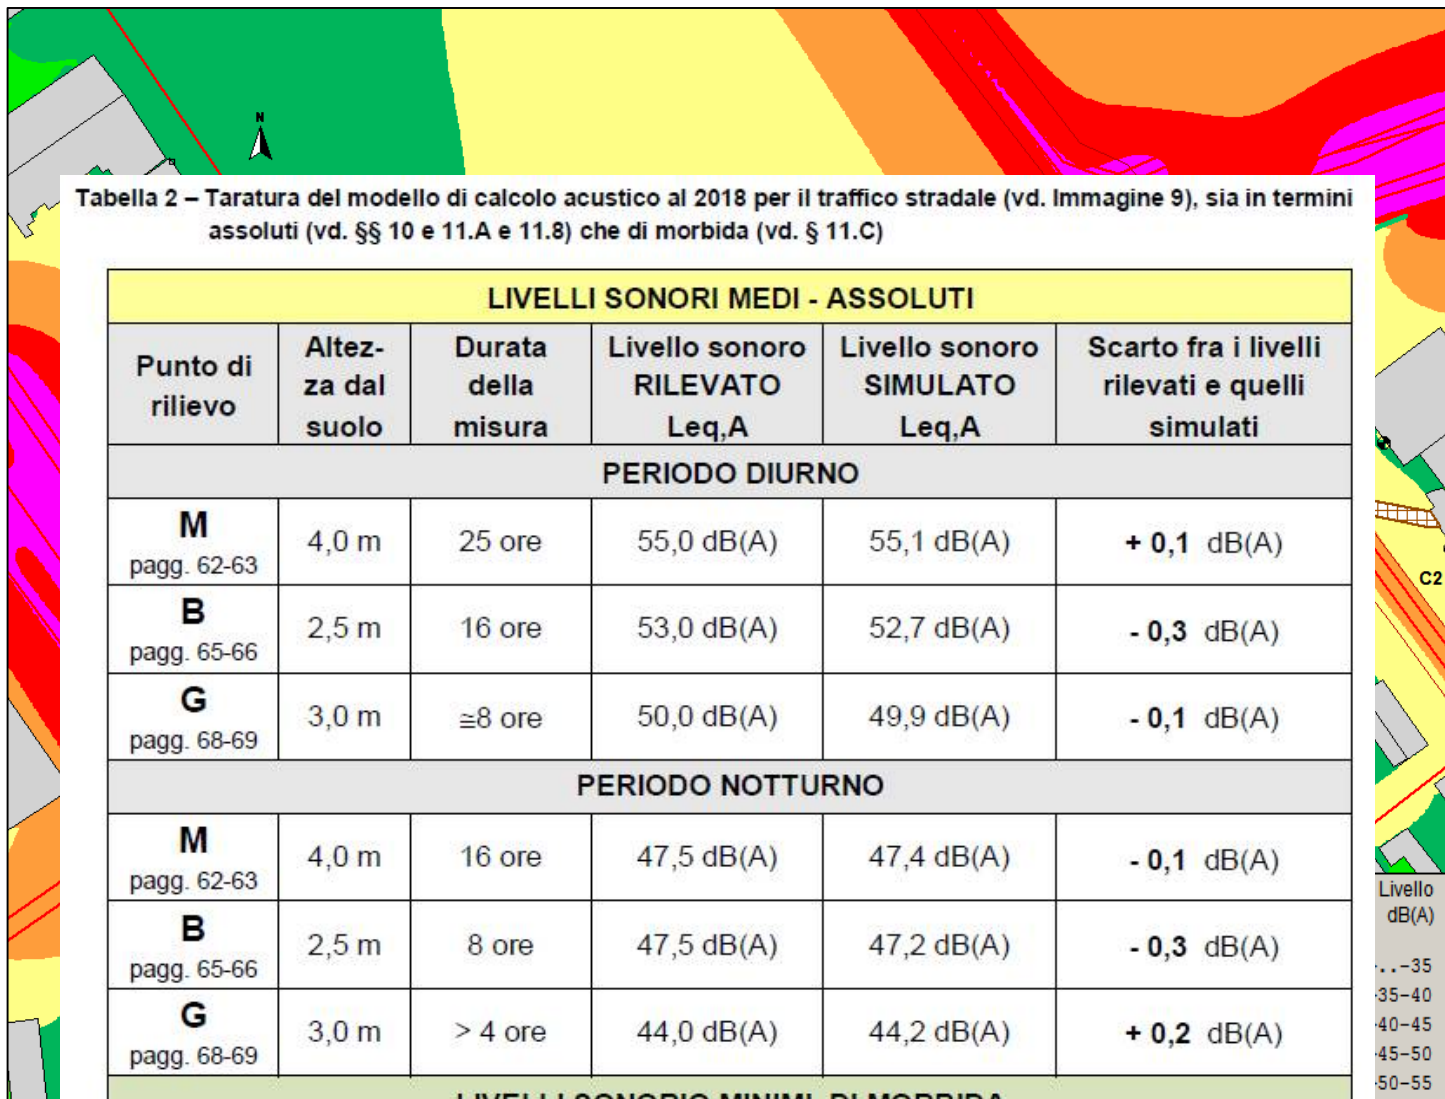 N
Tabella 2 – Taratura del modello di calcolo acustico al 2018 per il traffico stradale (vd. Immagine 9), sia in termini
assoluti (vd. §§ 10 e 11.A e 11.8) che di morbida (vd. § 11.C)
LIVELLI SONORI MEDI - ASSOLUTI
Punto di rilievo | Altez-za dal suolo | Durata della misura | Livello sonoro RILEVATO Leq,A | Livello sonoro SIMULATO Leq,A | Scarto fra i livelli rilevati e quelli simulati
PERIODO DIURNO
M pagg. 62-63 | 4,0 m | 25 ore | 55,0 dB(A) | 55,1 dB(A) | + 0,1 dB(A)
B pagg. 65-66 | 2,5 m | 16 ore | 53,0 dB(A) | 52,7 dB(A) | - 0,3 dB(A)
G pagg. 68-69 | 3,0 m | ≅8 ore | 50,0 dB(A) | 49,9 dB(A) | - 0,1 dB(A)
PERIODO NOTTURNO
M pagg. 62-63 | 4,0 m | 16 ore | 47,5 dB(A) | 47,4 dB(A) | - 0,1 dB(A)
B pagg. 65-66 | 2,5 m | 8 ore | 47,5 dB(A) | 47,2 dB(A) | - 0,3 dB(A)
G pagg. 68-69 | 3,0 m | > 4 ore | 44,0 dB(A) | 44,2 dB(A) | + 0,2 dB(A)
LIVELLI SONORIO MINIMI DI MORBIDA
C2
Livello
dB(A)
..-35
35-40
40-45
45-50
50-55